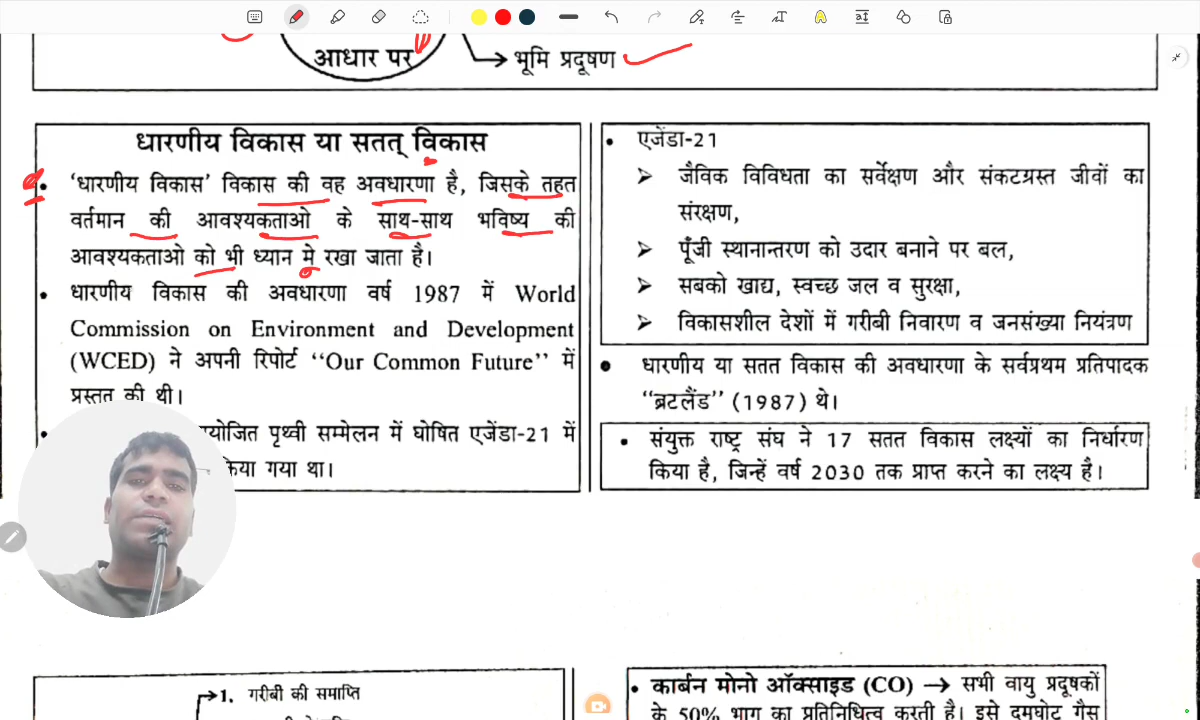 आधार पर
भूमि प्रदूषण
धारणीय विकास या सतत् विकास
• 'धारणीय विकास' विकास की वह अवधारणा है, जिसके तहत
वर्तमान की आवश्यकताओ के साथ-साथ भविष्य की
आवश्यकताओ को भी ध्यान मे रखा जाता है।
• धारणीय विकास की अवधारणा वर्ष 1987 में World
Commission on Environment and Development
(WCED) ने अपनी रिपोर्ट "Our Common Future" में
प्रस्तुत की थी।
पृथ्वी सम्मेलन में घोषित एजेंडा-21 में
किया गया था।
• एजेंडा-21
➢ जैविक विविधता का सर्वेक्षण और संकटग्रस्त जीवों का
संरक्षण,
➢ पूँजी स्थानान्तरण को उदार बनाने पर बल,
➢ सबको खाद्य, स्वच्छ जल व सुरक्षा,
➢ विकासशील देशों में गरीबी निवारण व जनसंख्या नियंत्रण
• धारणीय या सतत विकास की अवधारणा के सर्वप्रथम प्रतिपादक
"ब्रटलैंड" (1987) थे।
• संयुक्त राष्ट्र संघ ने 17 सतत विकास लक्ष्यों का निर्धारण
किया है, जिन्हें वर्ष 2030 तक प्राप्त करने का लक्ष्य है।
1. गरीबी की समाप्ति
• कार्बन मोनो ऑक्साइड (CO) → सभी वायु प्रदूषकों
के 50% भाग का प्रतिनिधित्व करती है। इसे दमघोट गैस